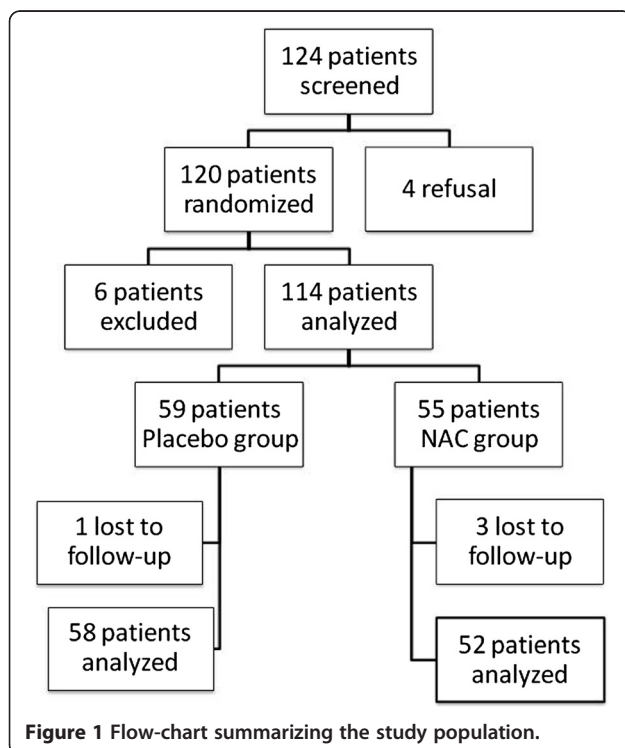 124 patients
screened
120 patients
randomized
4 refusal
6 patients
excluded
114 patients
analyzed
59 patients
Placebo group
55 patients
NAC group
1 lost to
follow-up
3 lost to
follow-up
58 patients
analyzed
52 patients
analyzed
Figure 1 Flow-chart summarizing the study population.